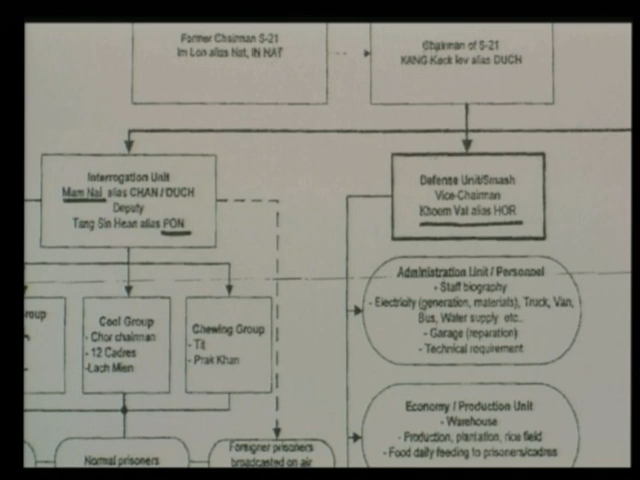 Former Chairman S-21
Im Lon alias Nat, IN NAT
Chairman of S-21
KANG Keck Iev alias DUCH
Interrogation Unit
Mam Nai alias CHAN / DUCH
Deputy
Tang Sin Hean alias PON
Defense Unit/Smash
Vice-Chairman
Khoem Vat alias HOR
roup
Cool Group
- Chor chairman
- 12 Cadres
-Lach Mien
Chewing Group
- Tit
- Prak Khan
Administration Unit / Personnel
- Staff biography
- Electricity (generation, materials), Truck, Van,
Bus, Water supply etc..
- Garage (reparation)
- Technical requirement
Economy / Production Unit
- Warehouse
- Production, plantation, rice field
- Food daily feeding to prisoners/cadres
Normal prisoners
Foreigner prisoners
broadcasted on air